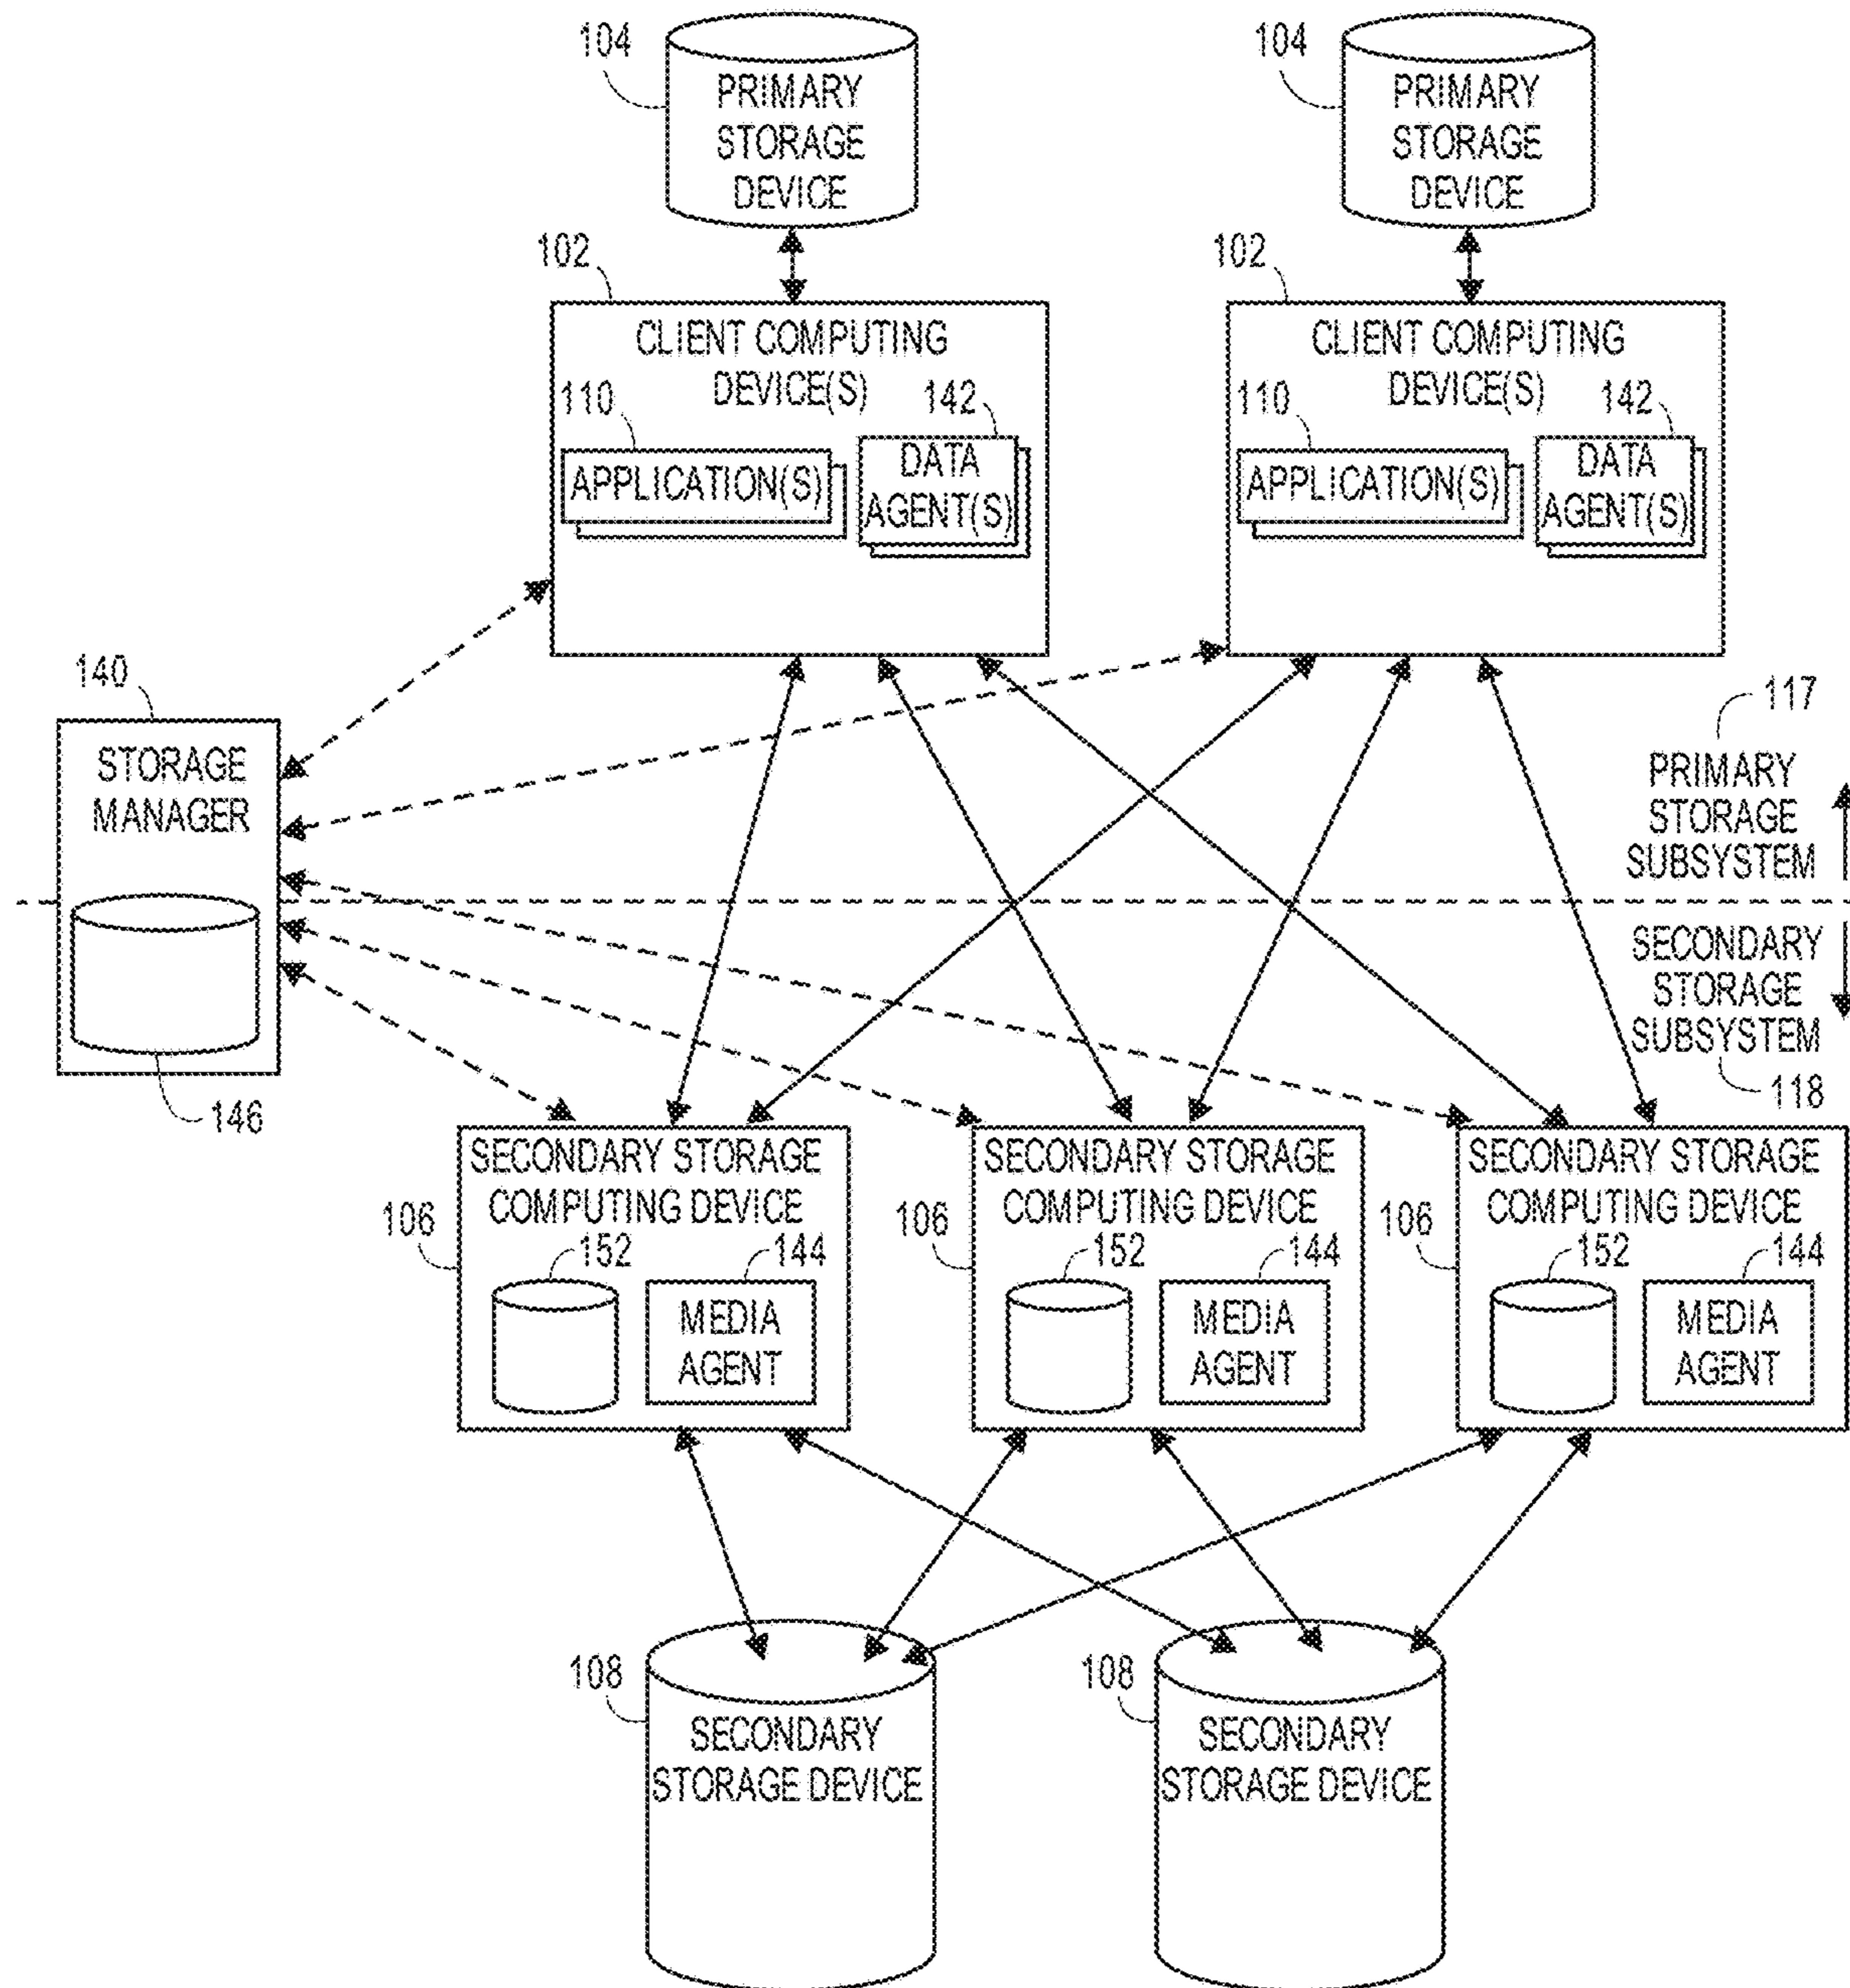 104
PRIMARY
STORAGE
DEVICE
104
PRIMARY
STORAGE
DEVICE
102
CLIENT COMPUTING
DEVICE(S)
110
142
APPLICATION(S)
DATA
AGENT(S)
102
CLIENT COMPUTING
DEVICE(S)
110
142
APPLICATION(S)
DATA
AGENT(S)
140
STORAGE
MANAGER
146
117
PRIMARY
STORAGE
SUBSYSTEM
SECONDARY
STORAGE
SUBSYSTEM
118
SECONDARY STORAGE
COMPUTING DEVICE
106
152
144
MEDIA
AGENT
SECONDARY STORAGE
COMPUTING DEVICE
106
152
144
MEDIA
AGENT
SECONDARY STORAGE
COMPUTING DEVICE
106
152
144
MEDIA
AGENT
108
SECONDARY
STORAGE DEVICE
108
SECONDARY
STORAGE DEVICE